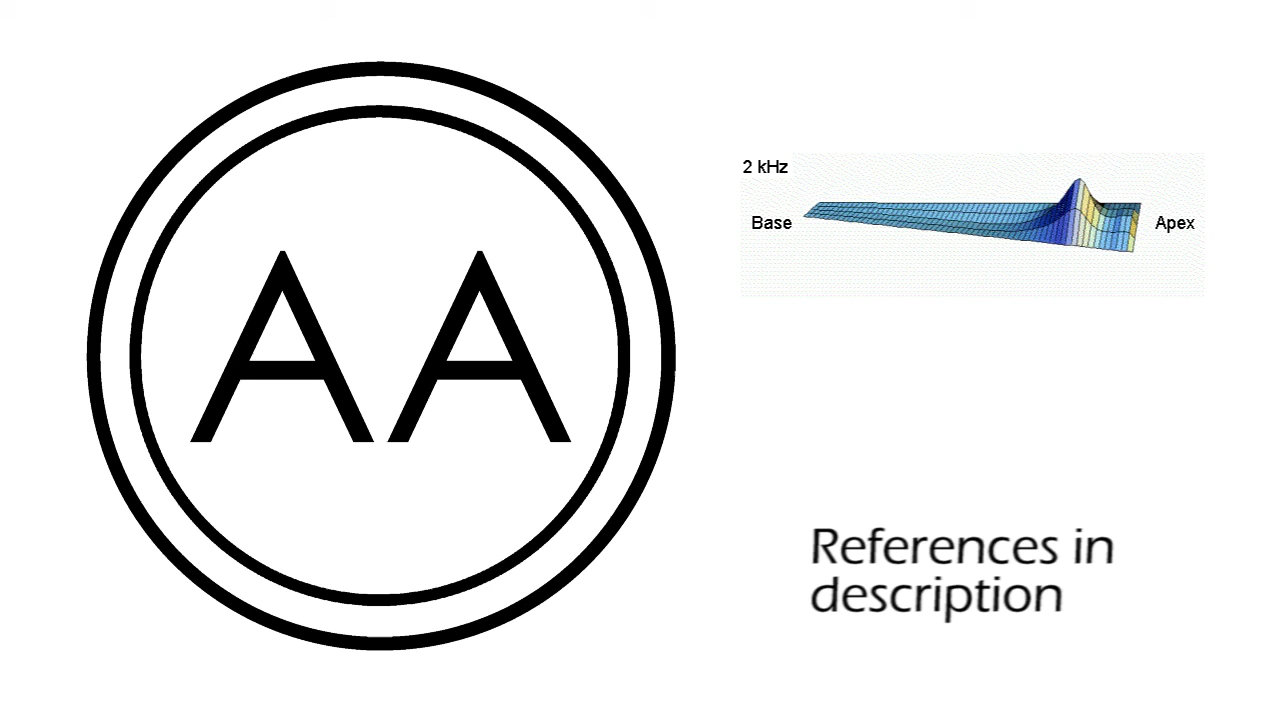 AA
2 kHz
Base
Apex
References in
description